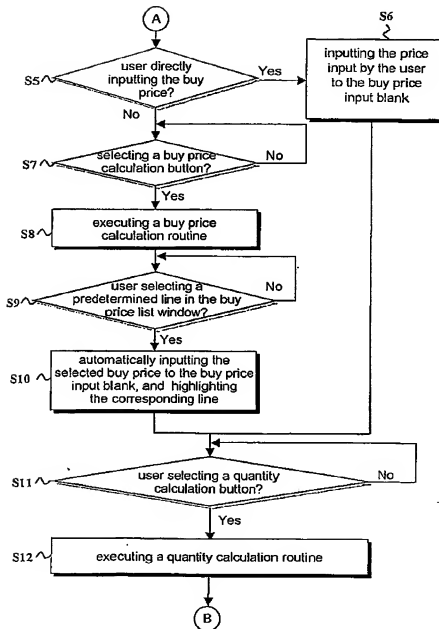 A
S6
user directly
inputting the buy
price?
S5
Yes
No
inputting the price
input by the user
to the buy price
input blank
selecting a buy price
calculation button?
S7
No
Yes
executing a buy price
calculation routine
S8
user selecting a
predetermined line in the buy
price list window?
S9
No
Yes
automatically inputting the
selected buy price to the buy price
input blank, and highlighting
the corresponding line
S10
user selecting a quantity
calculation button?
S11
No
Yes
executing a quantity calculation routine
S12
B